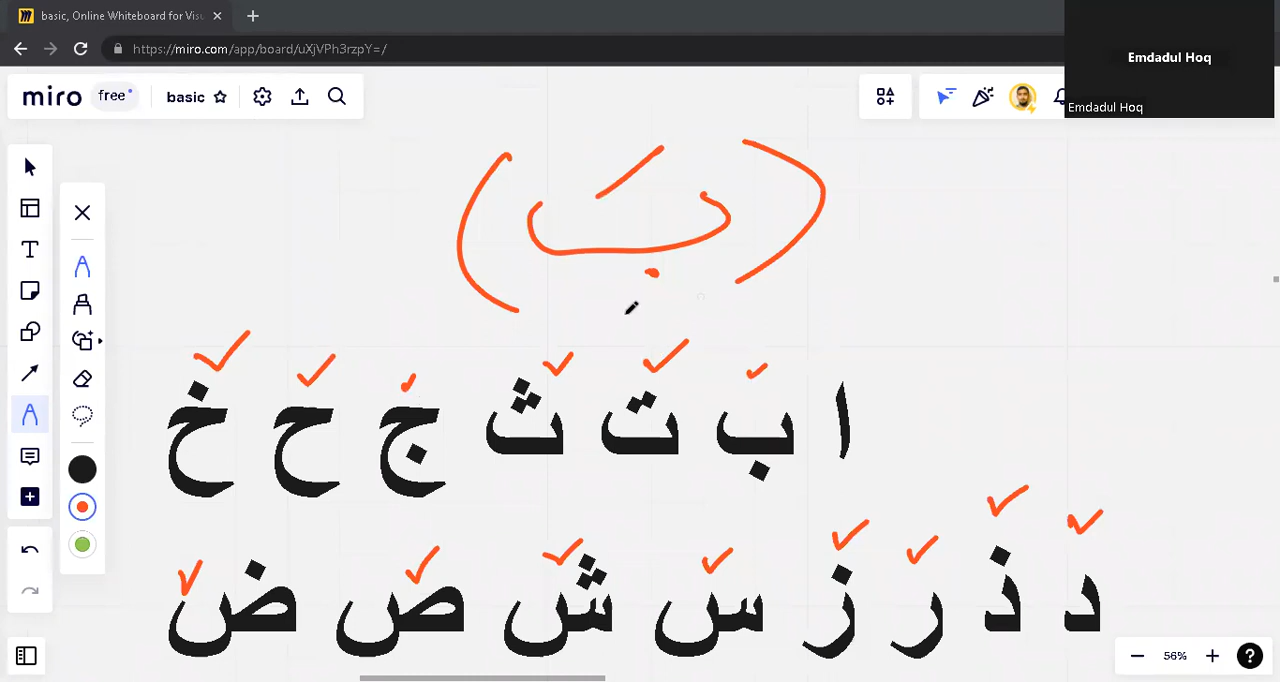 basic, Online Whiteboard for Visu
https://miro.com/app/board/uXjVPh3rzpY=/
Emdadul Hoq
Emdadul Hoq
miro free basic
(بَ)
ا ب ت ث ج ح خ
د ذ ر ز س ش ص ض
56%